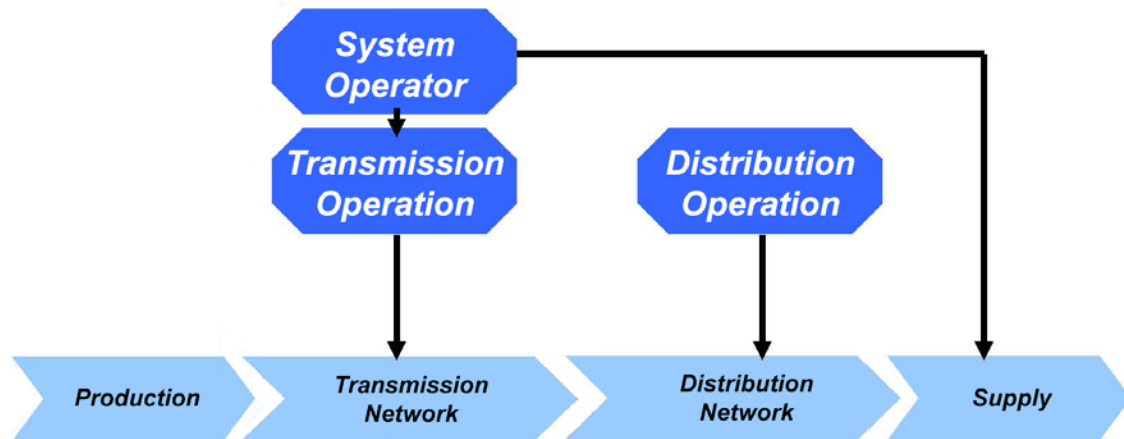 System
Operator
Transmission
Operation
Distribution
Operation
Production
Transmission
Network
Distribution
Network
Supply